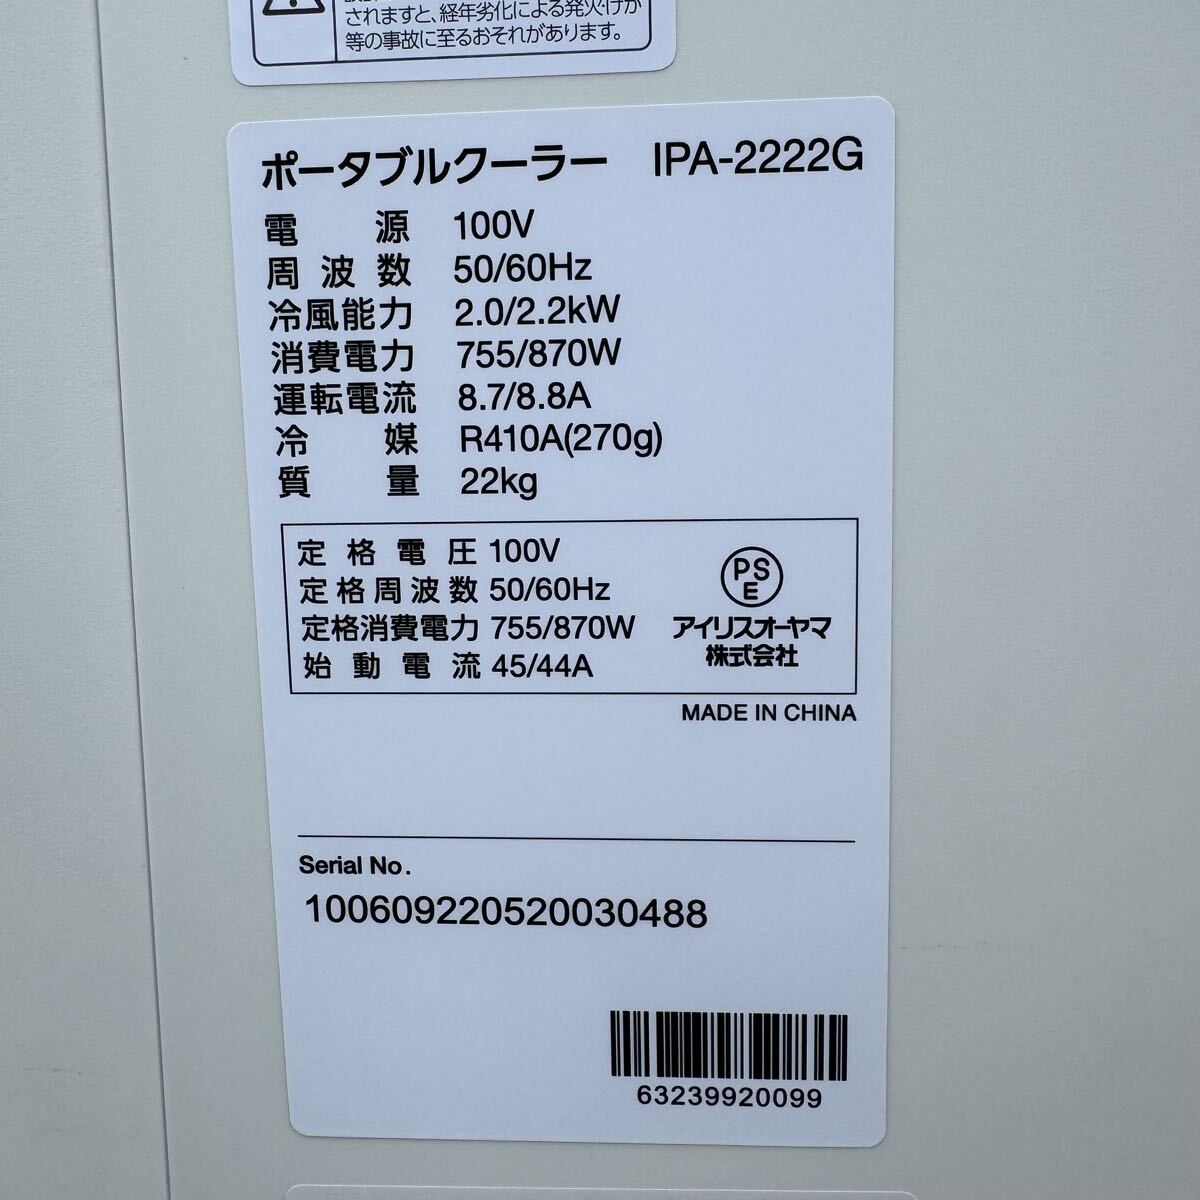 されますと、経年劣化による発火・けが
等の事故に至るおそれがあります。
ポータブルクーラー IPA-2222G
電源 100V
周波数 50/60Hz
冷風能力 2.0/2.2kW
消費電力 755/870W
運転電流 8.7/8.8A
冷媒 R410A(270g)
質量 22kg
定格電圧 100V
定格周波数 50/60Hz
定格消費電力 755/870W
始動電流 45/44A
PSE
アイリスオーヤマ
株式会社
MADE IN CHINA
Serial No.
100609220520030488
63239920099